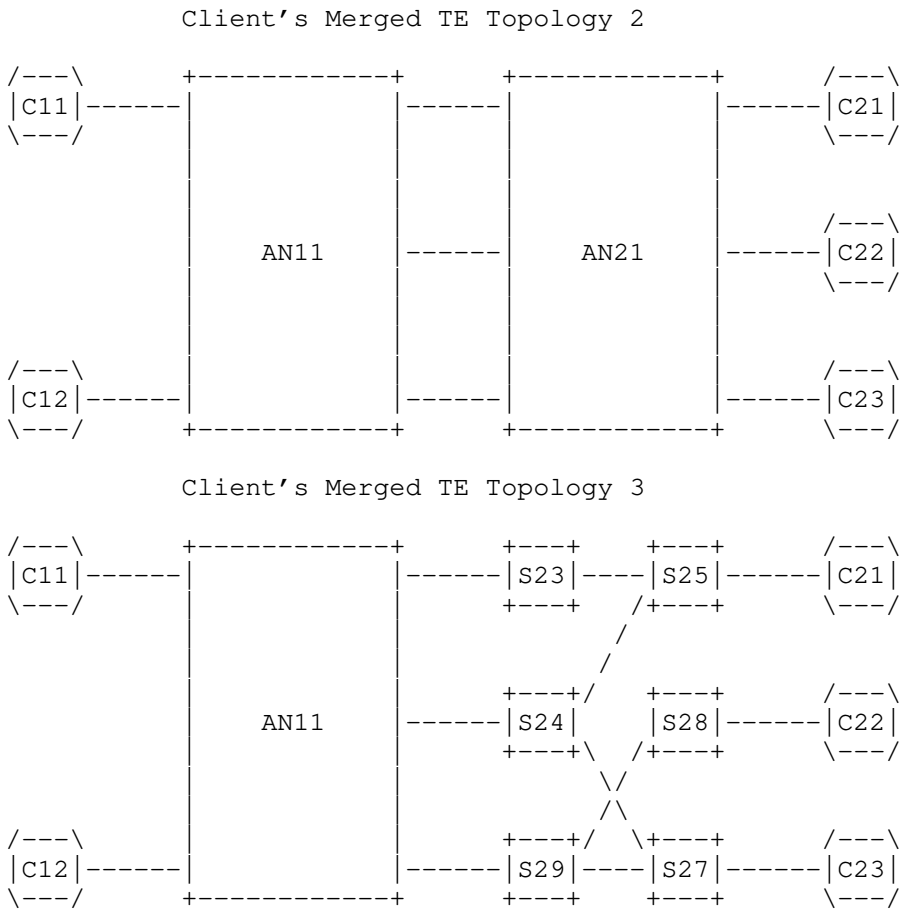 Client's Merged TE Topology 2
C11 C21
AN11 AN21 C22
C12 C23
Client's Merged TE Topology 3
C11 S23 S25 C21
AN11 S24 S28 C22
C12 S29 S27 C23